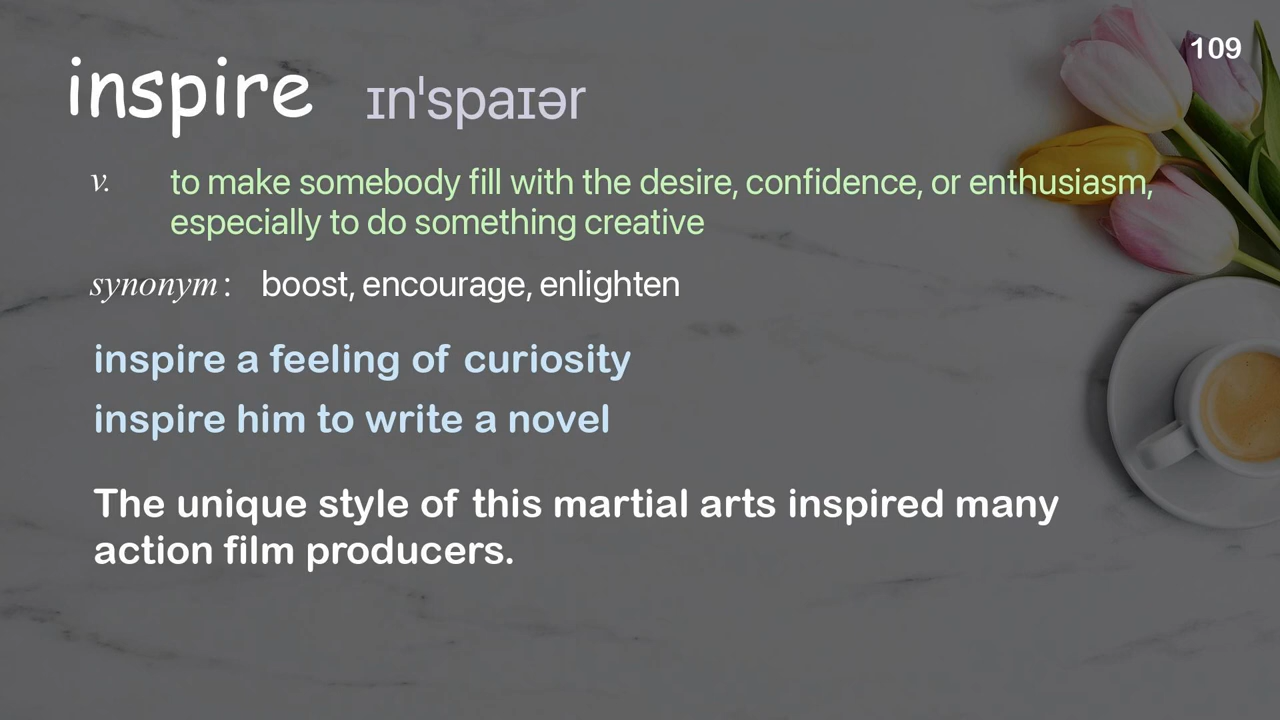 109
inspire ɪnˈspaɪər
v. to make somebody fill with the desire, confidence, or enthusiasm,
especially to do something creative
synonym: boost, encourage, enlighten
inspire a feeling of curiosity
inspire him to write a novel
The unique style of this martial arts inspired many
action film producers.